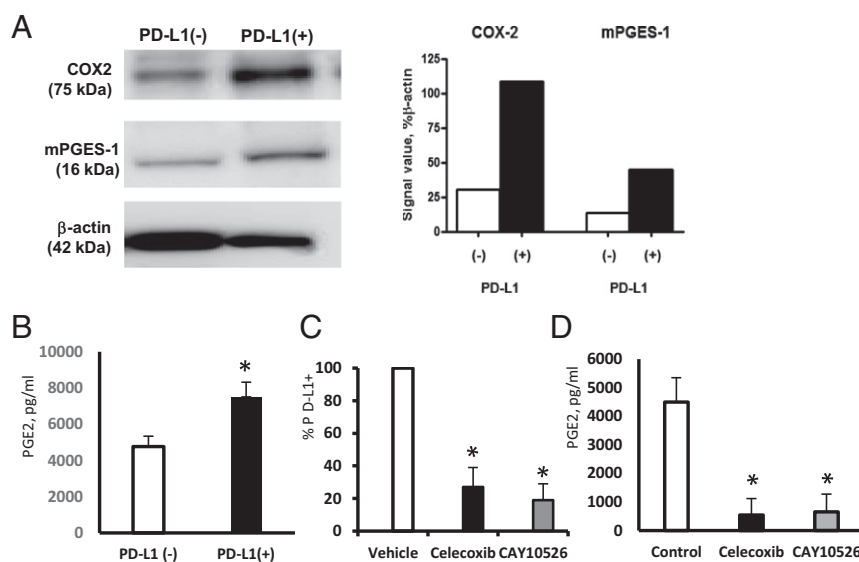 A
PD-L1(-) PD-L1(+)
COX2
(75 kDa)
mPGES-1
(16 kDa)
β-actin
(42 kDa)
COX-2 mPGES-1
Signal value, %β-actin
125
100
75
50
25
0
(-) (+) (-) (+)
PD-L1 PD-L1
B
PGE2, pg/ml
10000
8000
6000
4000
2000
0
*
PD-L1 (-) PD-L1(+)
C
% P D-L1+
100
80
60
40
20
0
* *
Vehicle Celecoxib CAY10526
D
PGE2, pg/ml
6000
5000
4000
3000
2000
1000
0
* *
Control Celecoxib CAY10526